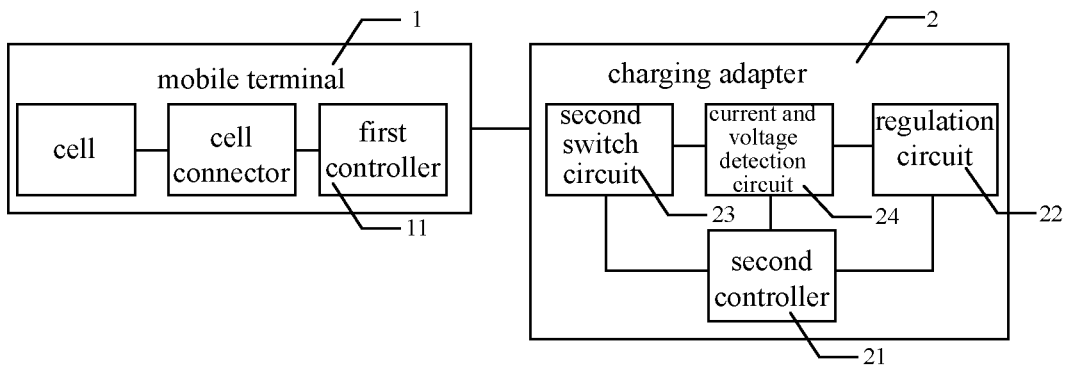 1
2
mobile terminal
charging adapter
cell
cell
connector
first
controller
second
switch
circuit
current and
voltage
detection
circuit
regulation
circuit
11
23
24
22
second
controller
21